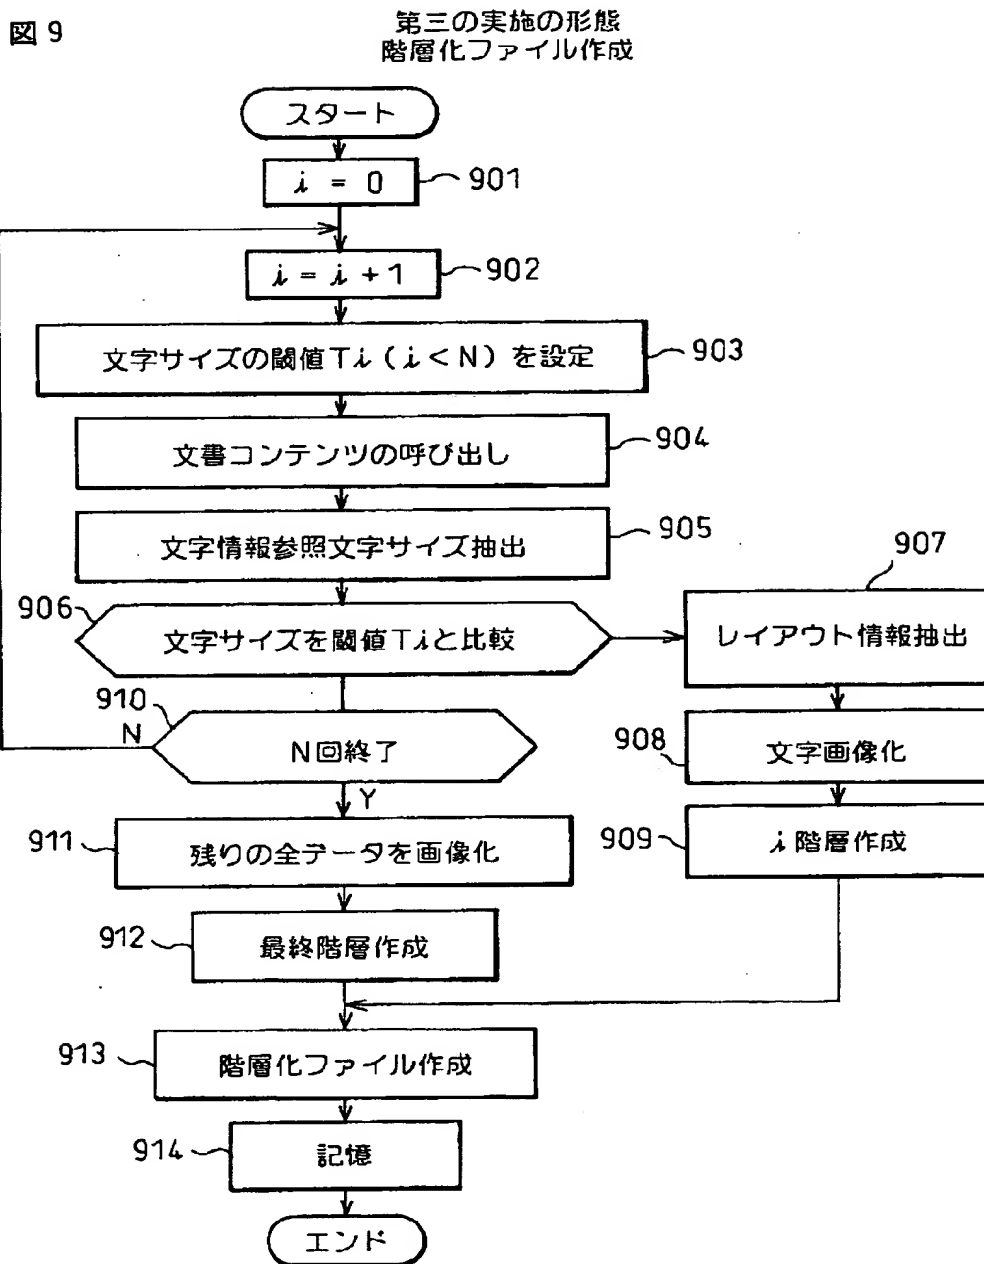 図9
第三の実施の形態
階層化ファイル作成
スタート
i = 0
901
i = i + 1
902
文字サイズの閾値Ti(i<N)を設定
903
文書コンテンツの呼び出し
904
文字情報参照文字サイズ抽出
905
906
文字サイズを閾値Tiと比較
907
レイアウト情報抽出
908
文字画像化
909
i階層作成
910
N
N回終了
Y
911
残りの全データを画像化
912
最終階層作成
913
階層化ファイル作成
914
記憶
エンド